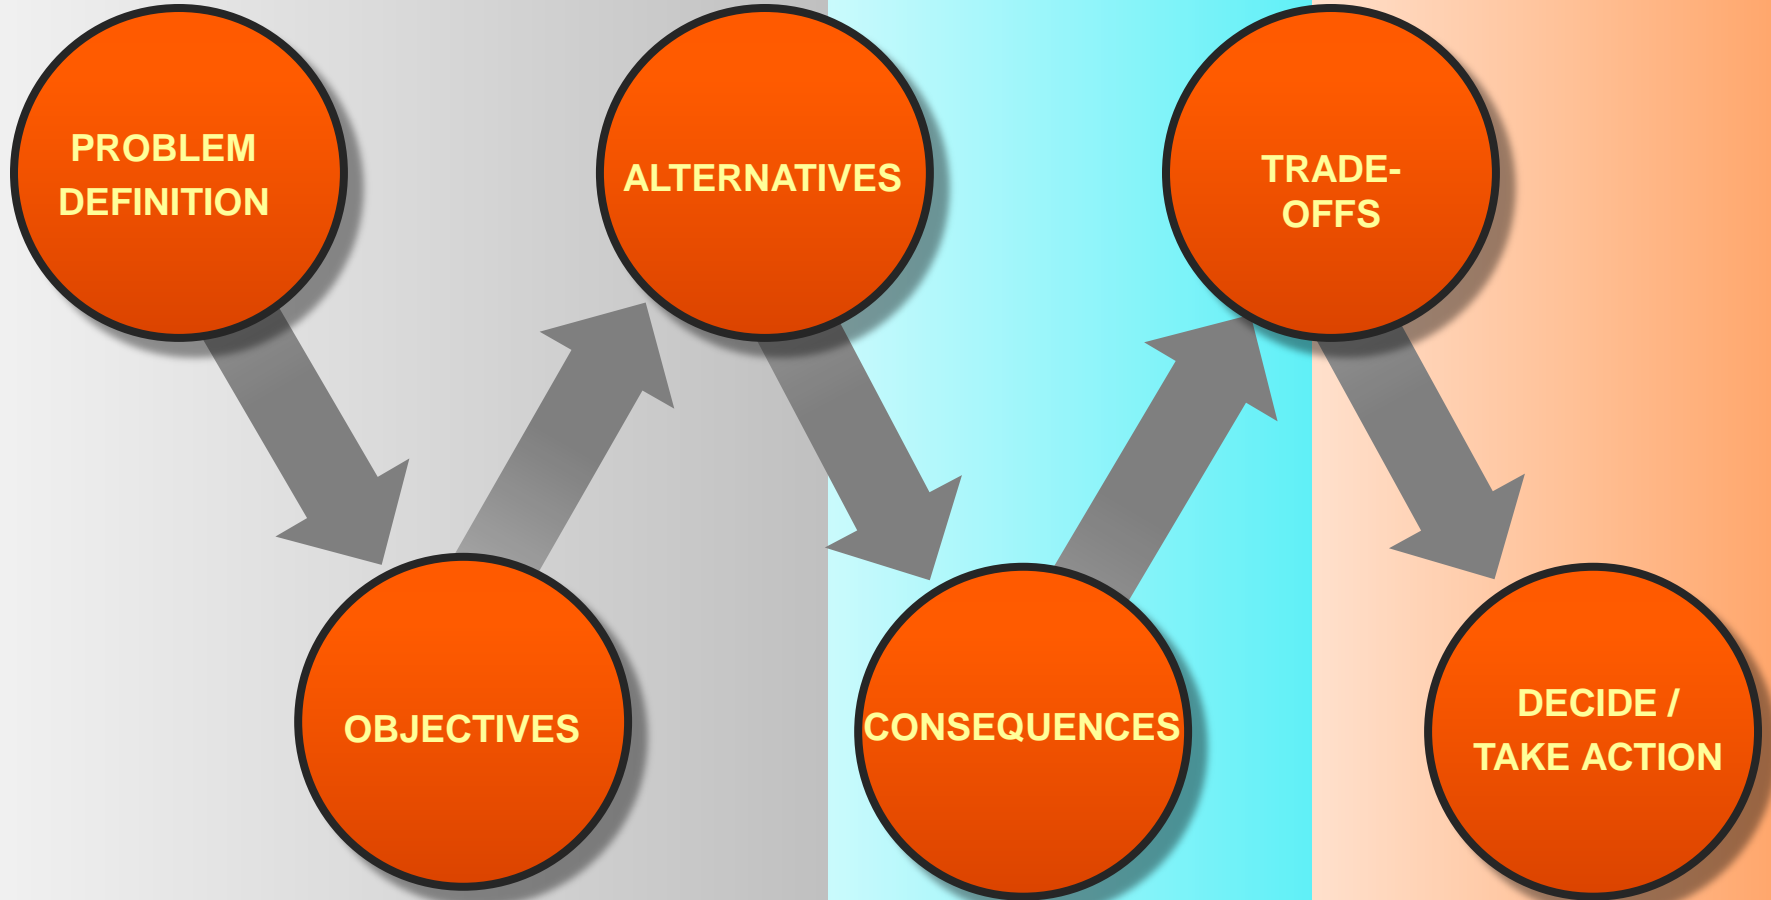 PROBLEM
DEFINITION
OBJECTIVES
ALTERNATIVES
CONSEQUENCES
TRADE-
OFFS
DECIDE /
TAKE ACTION